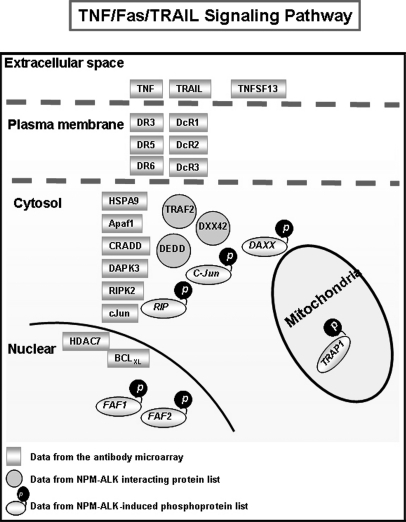 TNF/Fas/TRAIL Signaling Pathway
Extracellular space
TNF TRAIL TNFSF13
Plasma membrane
DR3 DcR1
DR5 DcR2
DR6 DcR3
Cytosol
HSPA9
TRAF2
Apaf1
DXX42
CRADD
DEDD
DAXX
p
DAPK3
C-Jun
p
RIPK2
RIP
p
cJun
Mitochondria
TRAP1
p
Nuclear
HDAC7
BCLXL
FAF1
p
FAF2
p
Data from the antibody microarray
Data from NPM-ALK interacting protein list
p
Data from NPM-ALK-induced phosphoprotein list